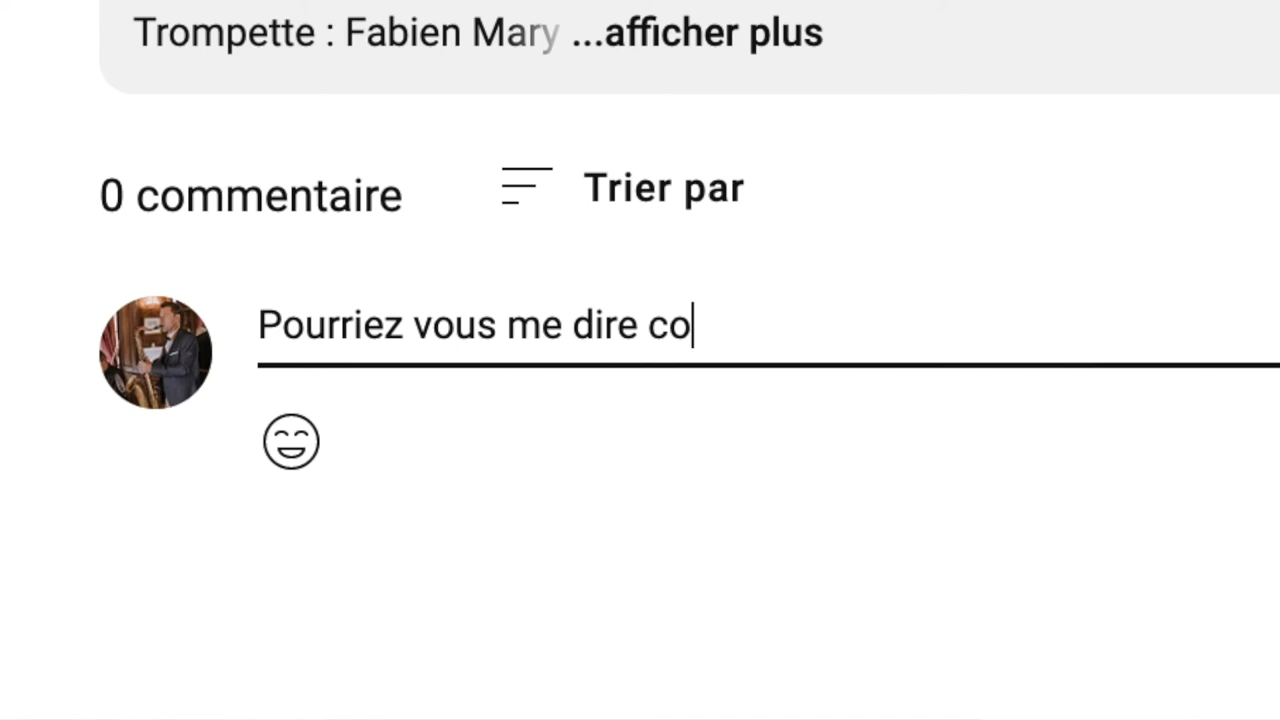 Trompette : Fabien Mary ...afficher plus
0 commentaire
Trier par
Pourriez vous me dire co